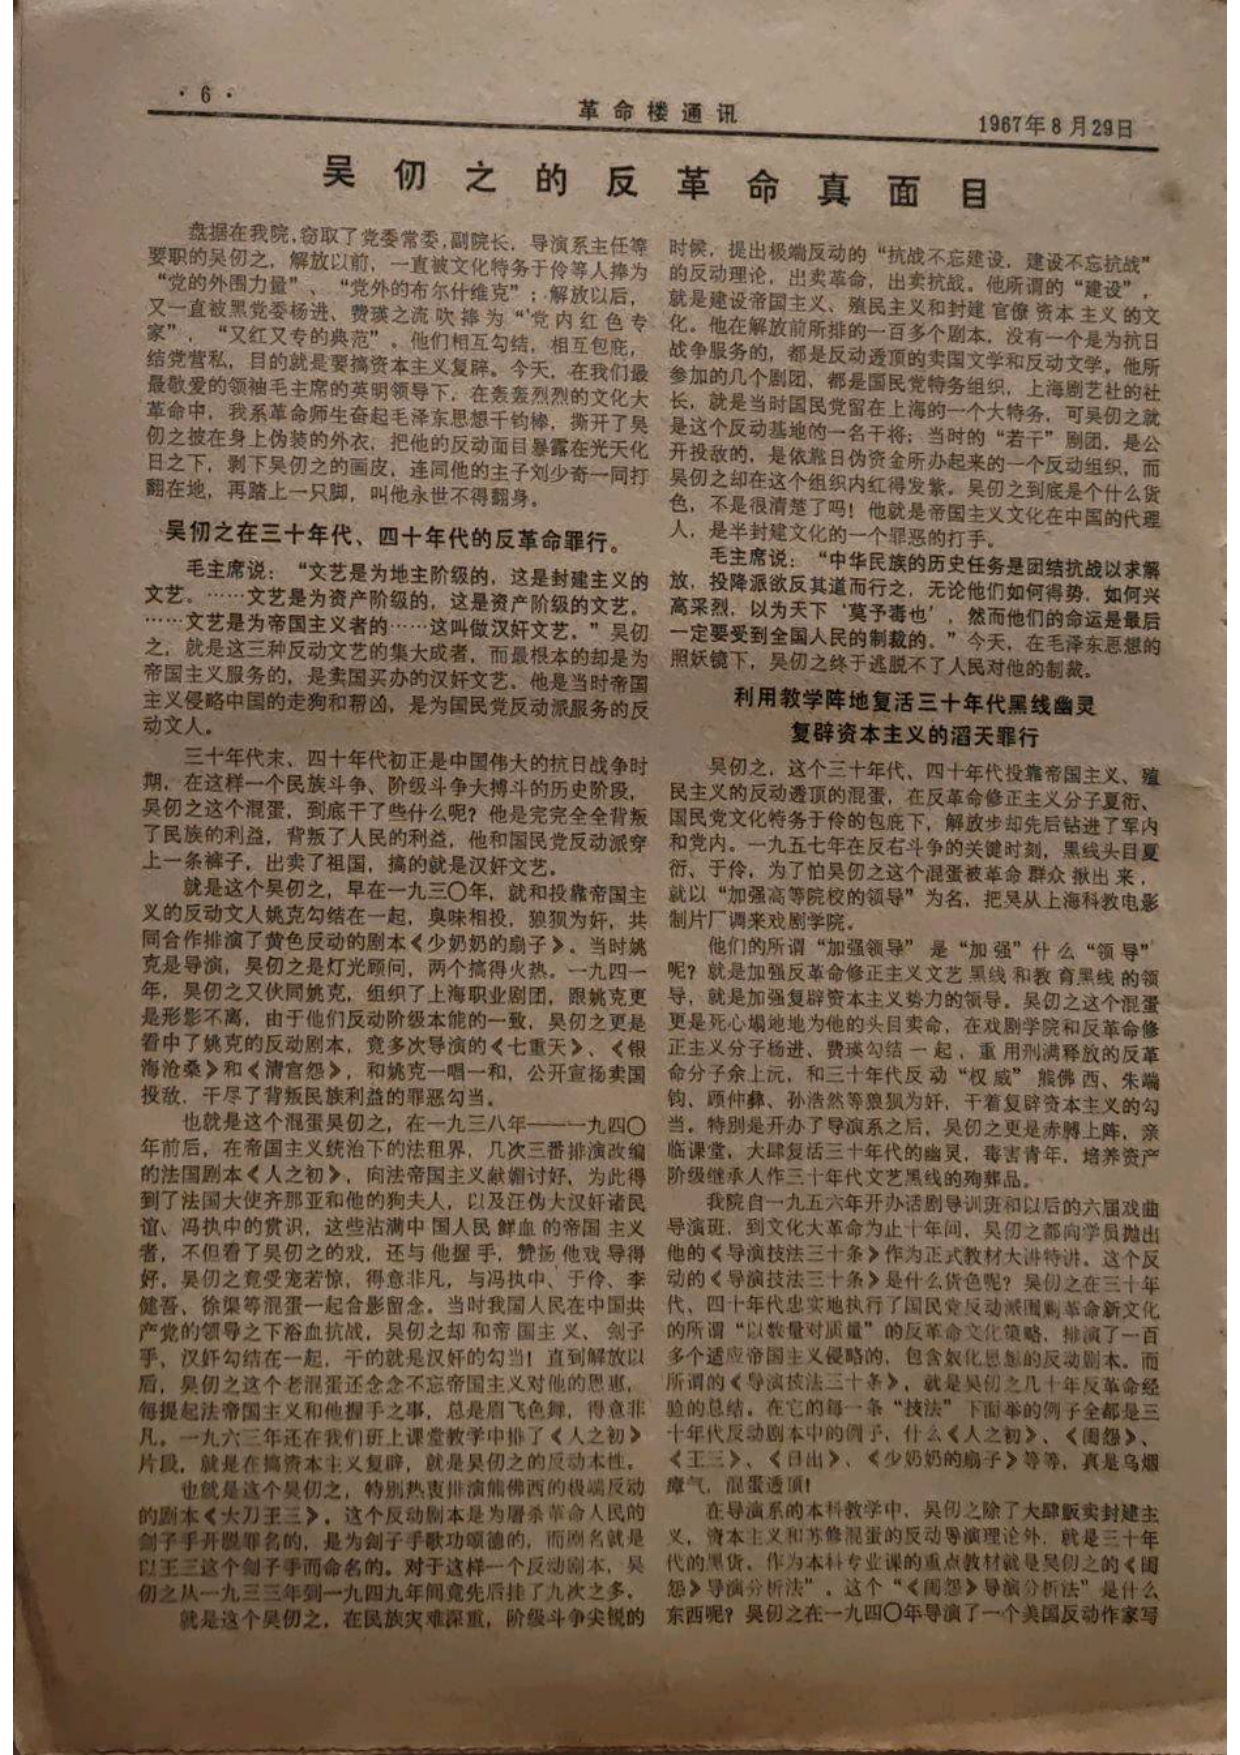 ·6·
革命楼通讯
1967年8月29日
吴仞之的反革命真面目
盘据在我院，窃取了党委常委，副院长，导演系主任等
要职的吴仞之，解放以前，一直被文化特务于伶等人捧为
“党的外围力量”、“党外的布尔什维克”；解放以后，
又一直被黑党委杨进、费瑛之流吹捧为“党内红色专
家”，“又红又专的典范”。他们相互勾结，相互包庇，
结党营私，目的就是要搞资本主义复辟。今天，在我们最
最敬爱的领袖毛主席的英明领导下，在轰轰烈烈的文化大
革命中，我系革命师生奋起毛泽东思想千钧棒，撕开了吴
仞之披在身上伪装的外衣，把他的反动面目暴露在光天化
日之下，剥下吴仞之的画皮，连同他的主子刘少奇一同打
翻在地，再踏上一只脚，叫他永世不得翻身。
吴仞之在三十年代、四十年代的反革命罪行。
毛主席说：“文艺是为地主阶级的，这是封建主义的
文艺。……文艺是为资产阶级的，这是资产阶级的文艺。
……文艺是为帝国主义者的……这叫做汉奸文艺。”吴仞
之，就是这三种反动文艺的集大成者，而最根本的却是为
帝国主义服务的，是卖国买办的汉奸文艺。他是当时帝国
主义侵略中国的走狗和帮凶，是为国民党反动派服务的反
动文人。
三十年代末、四十年代初正是中国伟大的抗日战争时
期，在这样一个民族斗争、阶级斗争大搏斗的历史阶段，
吴仞之这个混蛋，到底干了些什么呢？他是完完全全背叛
了民族的利益，背叛了人民的利益，他和国民党反动派穿
上一条裤子，出卖了祖国，搞的就是汉奸文艺。
就是这个吴仞之，早在一九三〇年，就和投靠帝国主
义的反动文人姚克勾结在一起，臭味相投，狼狈为奸，共
同合作排演了黄色反动的剧本《少奶奶的扇子》。当时姚
克是导演，吴仞之是灯光顾问，两个搞得火热。一九四一
年，吴仞之又伙同姚克，组织了上海职业剧团，跟姚克更
是形影不离，由于他们反动阶级本能的一致，吴仞之更是
看中了姚克的反动剧本，竟多次导演的《七重天》、《银
海沧桑》和《清宫怨》，和姚克一唱一和，公开宣扬卖国
投敌，干尽了背叛民族利益的罪恶勾当。
也就是这个混蛋吴仞之，在一九三八年——一九四〇
年前后，在帝国主义统治下的法租界，几次三番排演改编
的法国剧本《人之初》，向法帝国主义献媚讨好，为此得
到了法国大使齐那亚和他的狗夫人，以及汪伪大汉奸诸民
谊、冯执中的赏识，这些沾满中国人民鲜血的帝国主义
者，不但看了吴仞之的戏，还与他握手，赞扬他戏导得
好，吴仞之竟受宠若惊，得意非凡，与冯执中、于伶、李
健吾、徐渠等混蛋一起合影留念。当时我国人民在中国共
产党的领导之下浴血抗战，吴仞之却和帝国主义、刽子
手，汉奸勾结在一起，干的就是汉奸的勾当！直到解放以
后，吴仞之这个老混蛋还念念不忘帝国主义对他的恩惠，
每提起法帝国主义和他握手之事，总是眉飞色舞，得意非
凡。一九六三年还在我们班上课堂教学中排了《人之初》
片段，就是在搞资本主义复辟，就是吴仞之的反动本性。
也就是这个吴仞之，特别热衷排演熊佛西的极端反动
的剧本《大刀王三》。这个反动剧本是为屠杀革命人民的
刽子手开脱罪名的，是为刽子手歌功颂德的，而剧名就是
以王三这个刽子手而命名的。对于这样一个反动剧本，吴
仞之从一九三三年到一九四九年间竟先后挂了九次之多。
就是这个吴仞之，在民族灾难深重，阶级斗争尖锐的
时候，提出极端反动的“抗战不忘建设，建设不忘抗战”
的反动理论，出卖革命，出卖抗战。他所谓的“建设”，
就是建设帝国主义、殖民主义和封建官僚资本主义的文
化。他在解放前所排的一百多个剧本，没有一个是为抗日
战争服务的，都是反动透顶的卖国文学和反动文学。他所
参加的几个剧团，都是国民党特务组织，上海剧艺社的社
长，就是当时国民党留在上海的一个大特务，可吴仞之就
是这个反动基地的一名干将；当时的“若干”剧团，是公
开投敌的，是依靠日伪资金所办起来的一个反动组织，而
吴仞之却在这个组织内红得发紫。吴仞之到底是个什么货
色，不是很清楚了吗！他就是帝国主义文化在中国的代理
人，是半封建文化的一个罪恶的打手。
毛主席说：“中华民族的历史任务是团结抗战以求解
放，投降派欲反其道而行之，无论他们如何得势，如何兴
高采烈，以为天下‘莫予毒也’，然而他们的命运是最后
一定要受到全国人民的制裁的。”今天，在毛泽东思想的
照妖镜下，吴仞之终于逃脱不了人民对他的制裁。
利用教学阵地复活三十年代黑线幽灵
复辟资本主义的滔天罪行
吴仞之，这个三十年代、四十年代投靠帝国主义、殖
民主义的反动透顶的混蛋，在反革命修正主义分子夏衍、
国民党文化特务于伶的包庇下，解放步却先后钻进了军内
和党内。一九五七年在反右斗争的关键时刻，黑线头目夏
衍、于伶，为了怕吴仞之这个混蛋被革命群众揪出来，
就以“加强高等院校的领导”为名，把吴从上海科教电影
制片厂调来戏剧学院。
他们的所谓“加强领导”是“加强”什么“领导”
呢？就是加强反革命修正主义文艺黑线和教育黑线的领
导，就是加强复辟资本主义势力的领导。吴仞之这个混蛋
更是死心塌地地为他的头目卖命，在戏剧学院和反革命修
正主义分子杨进、费瑛勾结一起，重用刑满释放的反革
命分子余上沅，和三十年代反动“权威”熊佛西、朱端
钧、顾仲彝、孙浩然等狼狈为奸，干着复辟资本主义的勾
当。特别是开办了导演系之后，吴仞之更是赤膊上阵，亲
临课堂，大肆复活三十年代的幽灵，毒害青年，培养资产
阶级继承人作三十年代文艺黑线的殉葬品。
我院自一九五六年开办话剧导训班和以后的六届戏曲
导演班，到文化大革命为止十年间，吴仞之都向学员抛出
他的《导演技法三十条》作为正式教材大讲特讲。这个反
动的《导演技法三十条》是什么货色呢？吴仞之在三十年
代、四十年代忠实地执行了国民党反动派围剿革命新文化
的所谓“以数量对质量”的反革命文化策略，排演了一百
多个适应帝国主义侵略的，包含奴化思想的反动剧本。而
所谓的《导演技法三十条》，就是吴仞之几十年反革命经
验的总结。在它的每一条“技法”下面举的例子全都是三
十年代反动剧本中的例子，什么《人之初》、《闺怨》、
《王三》、《日出》、《少奶奶的扇子》等等，真是乌烟
瘴气，混蛋透顶！
在导演系的本科教学中，吴仞之除了大肆贩卖封建主
义，资本主义和苏修混蛋的反动导演理论外，就是三十年
代的黑货。作为本科专业课的重点教材就是吴仞之的《闺
怨》导演分析法”。这个“《闺怨》导演分析法”是什么
东西呢？吴仞之在一九四〇年导演了一个美国反动作家写